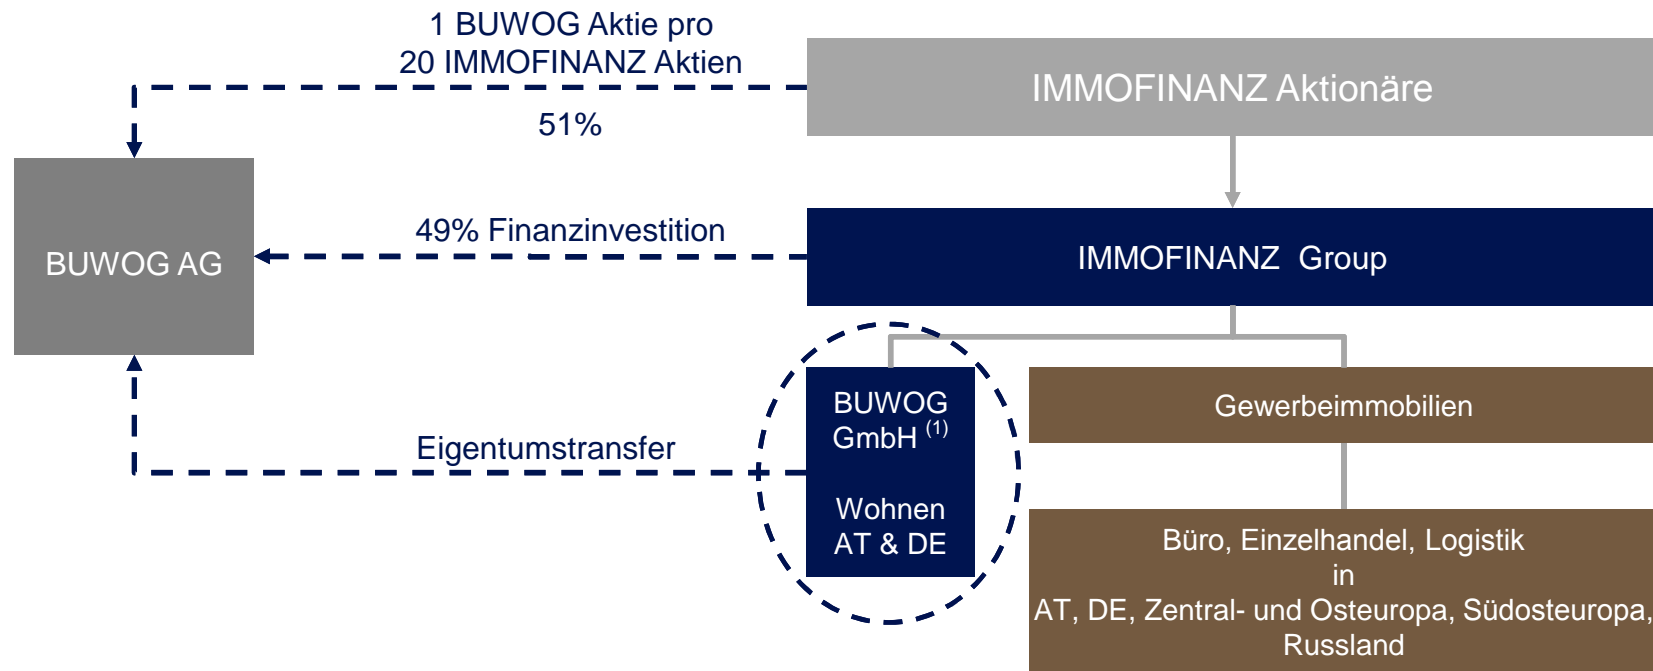 1 BUWOG Aktie pro
20 IMMOFINANZ Aktien
51%
IMMOFINANZ Aktionäre
BUWOG AG
49% Finanzinvestition
IMMOFINANZ Group
Eigentumstransfer
BUWOG
GmbH (1)
Wohnen
AT & DE
Gewerbeimmobilien
Büro, Einzelhandel, Logistik
in
AT, DE, Zentral- und Osteuropa, Südosteuropa,
Russland